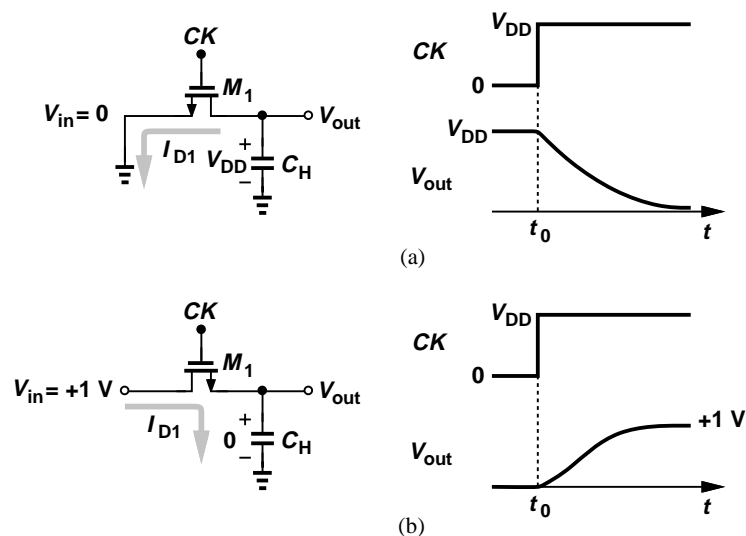 CK
M1
Vin = 0
Vout
ID1
VDD
+
−
CH
CK
VDD
0
VDD
Vout
t0
t
(a)
CK
M1
Vin = +1 V
Vout
ID1
0
+
−
CH
CK
VDD
0
Vout
+1 V
t0
t
(b)